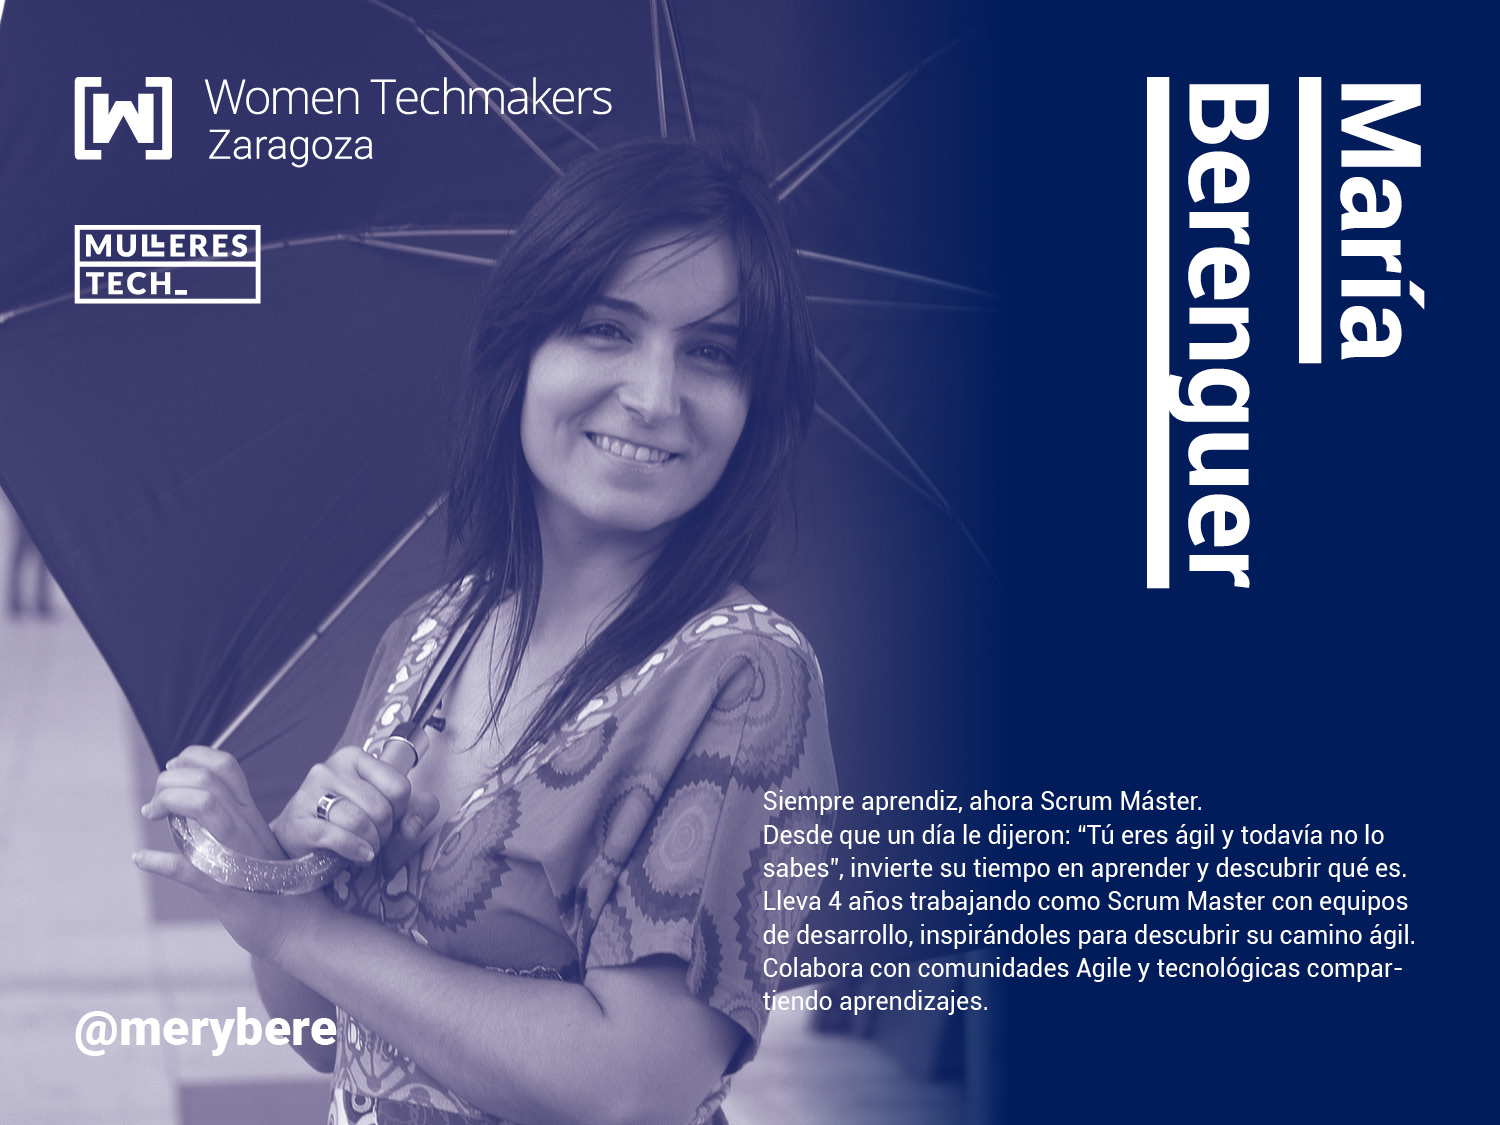 Women Techmakers
Zaragoza
MULLERES
TECH_
María
Berenguer
Siempre aprendiz, ahora Scrum Máster.
Desde que un día le dijeron: “Tú eres ágil y todavía no lo
sabes”, invierte su tiempo en aprender y descubrir qué es.
Lleva 4 años trabajando como Scrum Master con equipos
de desarrollo, inspirándoles para descubrir su camino ágil.
Colabora con comunidades Agile y tecnológicas compar-
tiendo aprendizajes.
@merybere